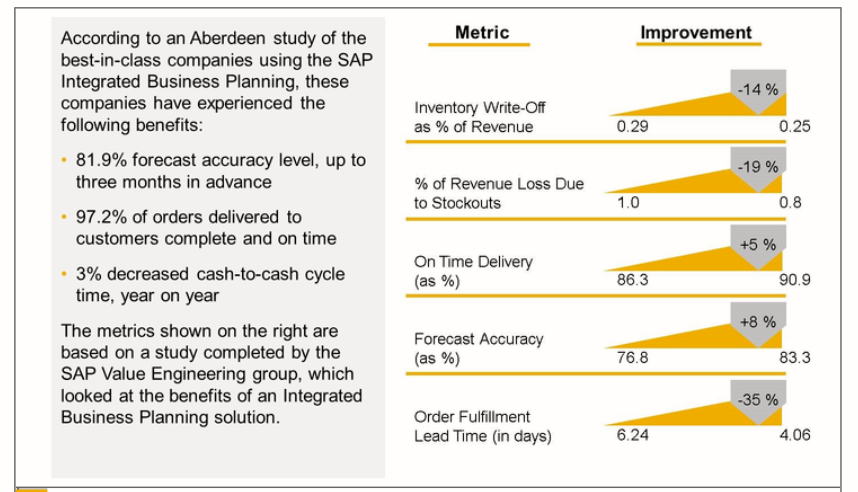 According to an Aberdeen study of the
best-in-class companies using the SAP
Integrated Business Planning, these
companies have experienced the
following benefits:
• 81.9% forecast accuracy level, up to
three months in advance
• 97.2% of orders delivered to
customers complete and on time
• 3% decreased cash-to-cash cycle
time, year on year
The metrics shown on the right are
based on a study completed by the
SAP Value Engineering group, which
looked at the benefits of an Integrated
Business Planning solution.
Metric Improvement
Inventory Write-Off
as % of Revenue
-14 %
0.29 0.25
% of Revenue Loss Due
to Stockouts
-19 %
1.0 0.8
On Time Delivery
(as %)
+5 %
86.3 90.9
Forecast Accuracy
(as %)
+8 %
76.8 83.3
Order Fulfillment
Lead Time (in days)
-35 %
6.24 4.06